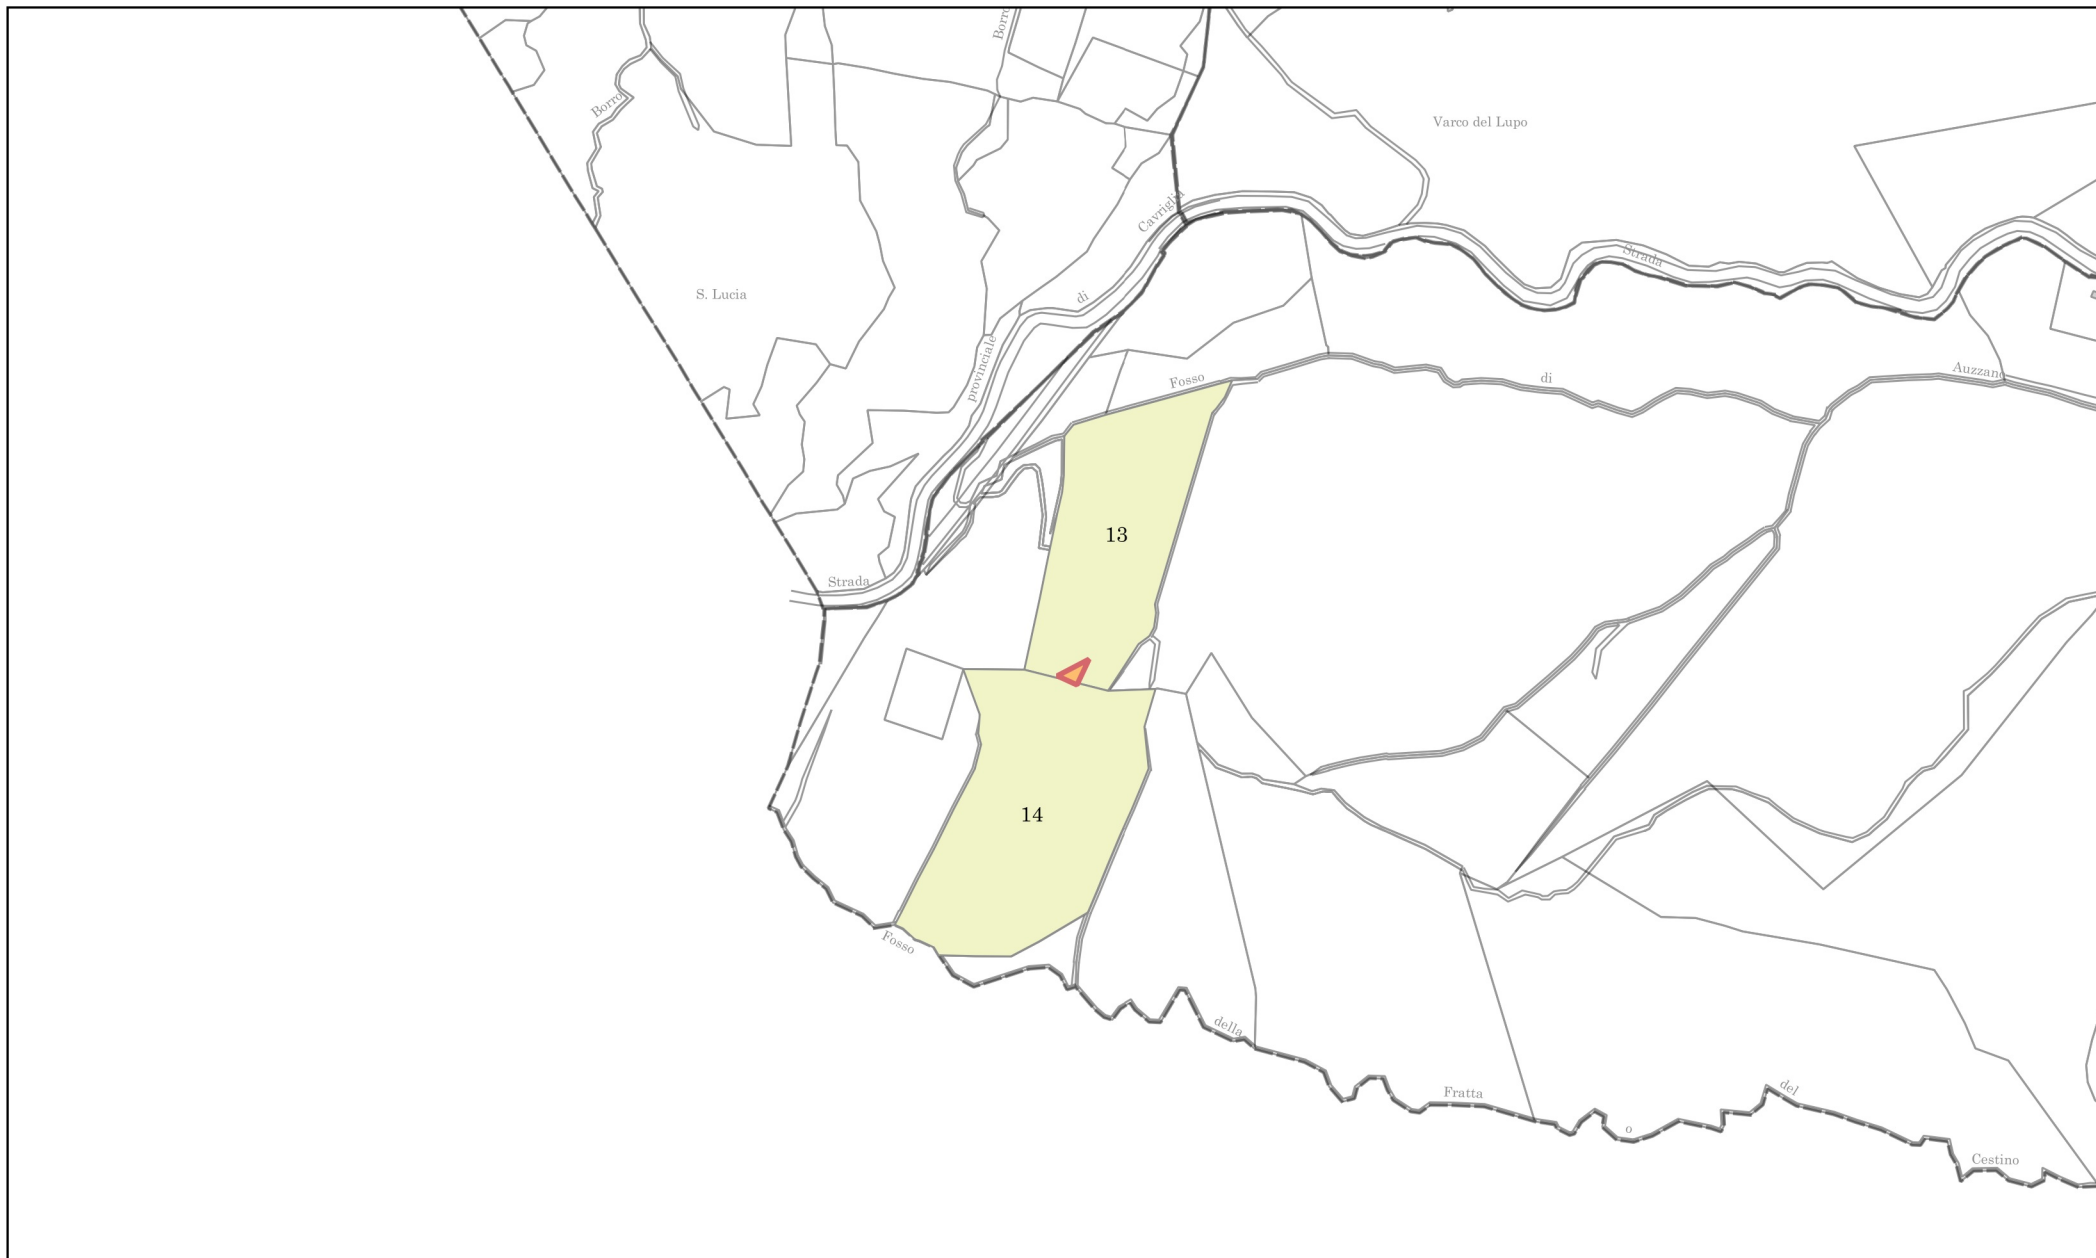 Borro
Borro
Varco del Lupo
Cavriglia
Strada
S. Lucia
di
provinciale
Fosso
di
Auzzano
13
Strada
14
Fosso
della
Fratta
del
o
Cestino